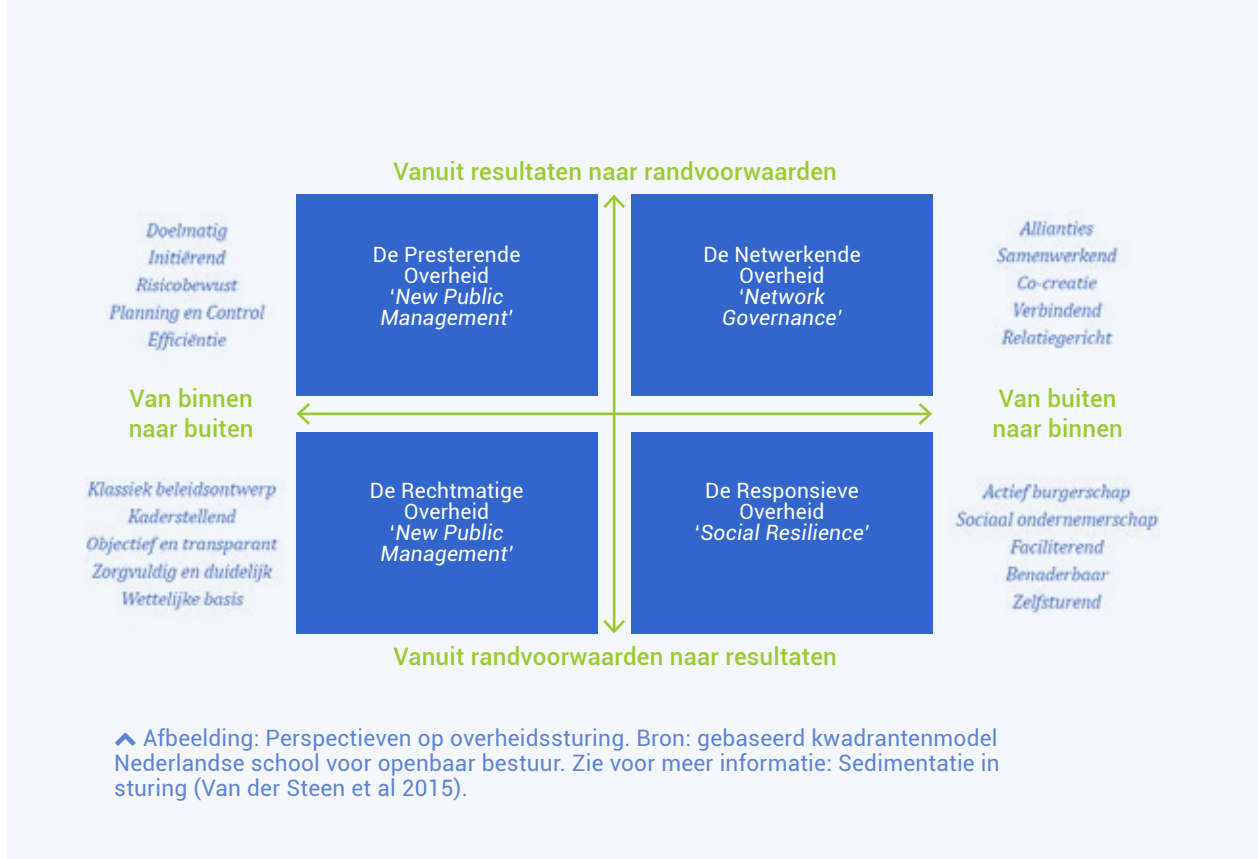 Vanuit resultaten naar randvoorwaarden
Doelmatig
Initiërend
Risicobewust
Planning en Control
Efficiëntie
De Presterende
Overheid
‘New Public
Management’
De Netwerkende
Overheid
‘Network
Governance’
Allianties
Samenwerkend
Co-creatie
Verbindend
Relatiegericht
Van binnen
naar buiten
Van buiten
naar binnen
Klassiek beleidsontwerp
Kaderstellend
Objectief en transparant
Zorgvuldig en duidelijk
Wettelijke basis
De Rechtmatige
Overheid
‘New Public
Management’
De Responsieve
Overheid
‘Social Resilience’
Actief burgerschap
Sociaal ondernemerschap
Faciliterend
Benaderbaar
Zelfsturend
Vanuit randvoorwaarden naar resultaten
Afbeelding: Perspectieven op overheidssturing. Bron: gebaseerd kwadrantenmodel
Nederlandse school voor openbaar bestuur. Zie voor meer informatie: Sedimentatie in
sturing (Van der Steen et al 2015).